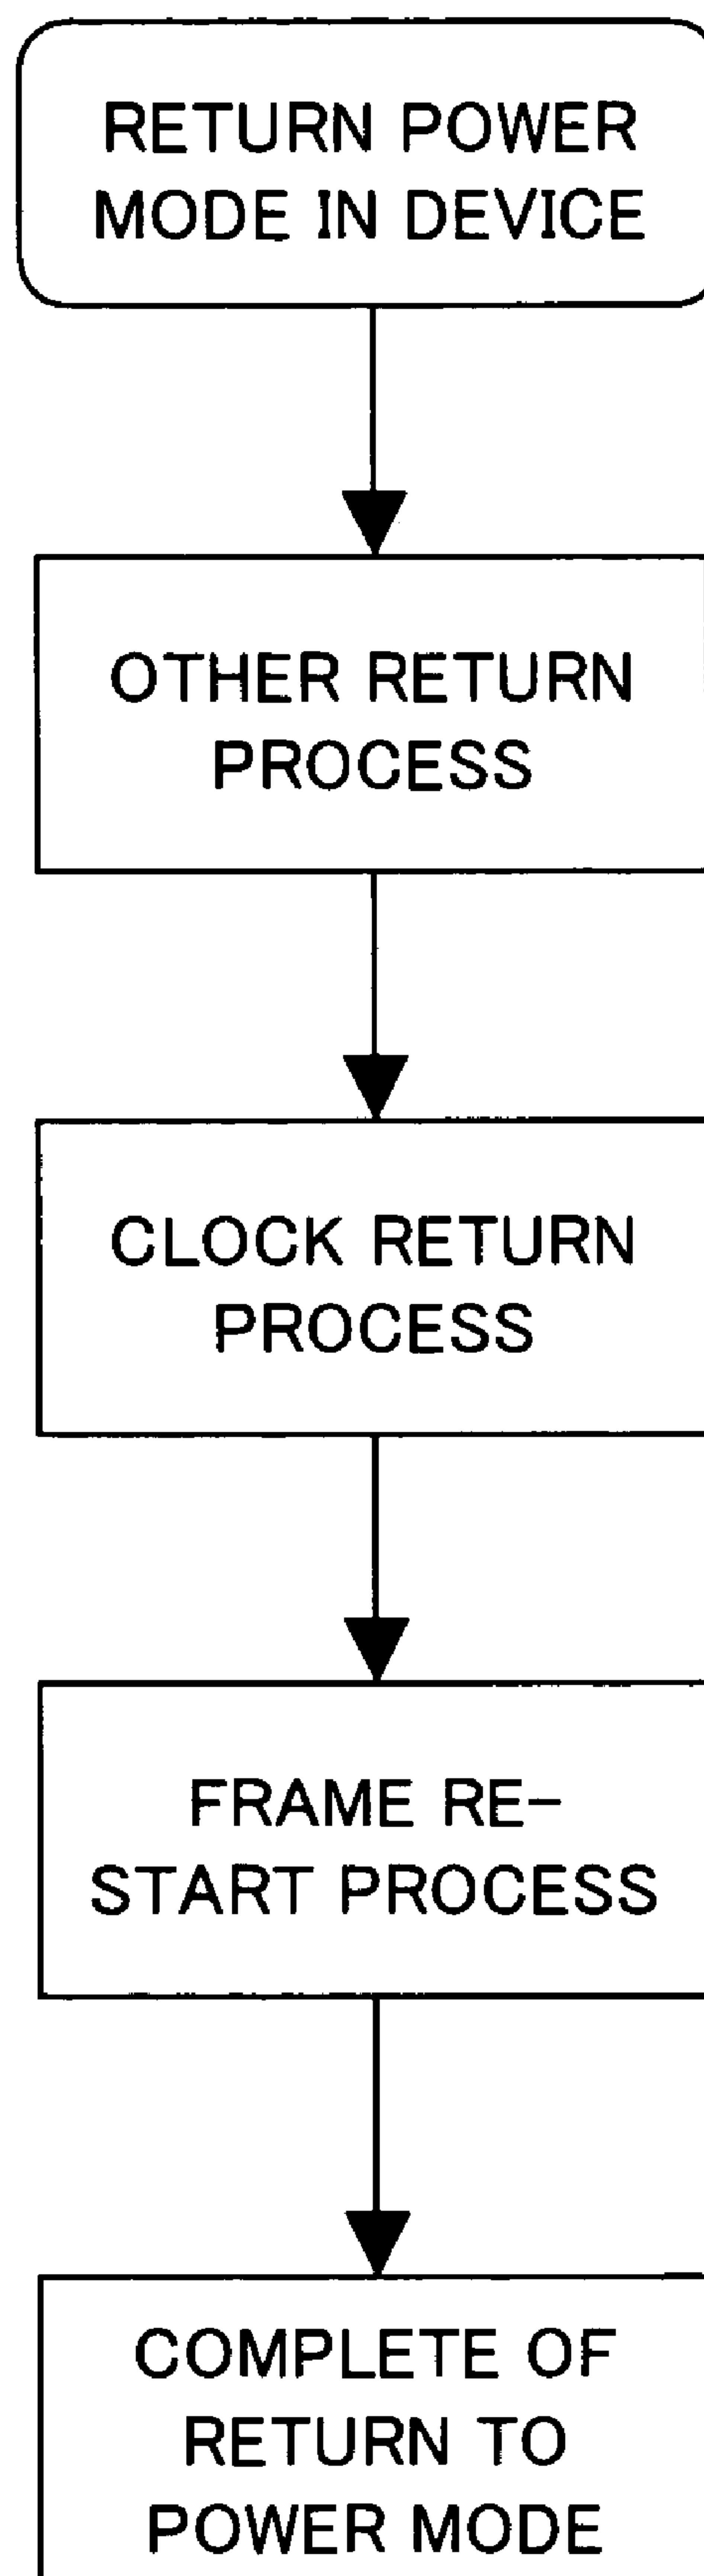 RETURN POWER
MODE IN DEVICE
OTHER RETURN
PROCESS
CLOCK RETURN
PROCESS
FRAME RE-
START PROCESS
COMPLETE OF
RETURN TO
POWER MODE